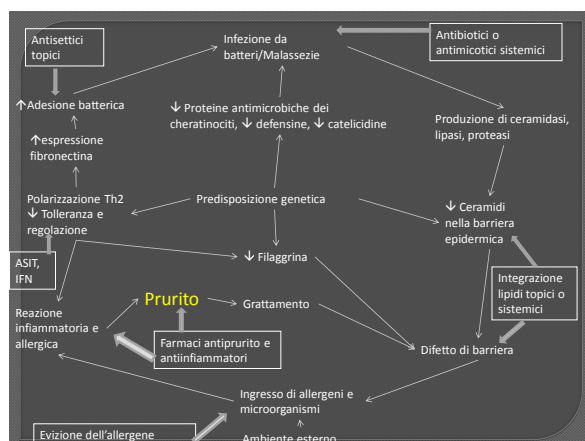 Antisettici
topici
Infezione da
batteri/Malassezie
Antibiotici o
antimicotici sistemici
↑Adesione batterica
↓ Proteine antimicrobiche dei
cheratinociti, ↓ defensine, ↓ catelicidine
Produzione di ceramidasi,
lipasi, proteasi
↑espressione
fibronectina
Polarizzazione Th2
↓ Tolleranza e
regolazione
Predisposizione genetica
↓ Ceramidi
nella barriera
epidermica
ASIT,
IFN
↓ Filaggrina
Integrazione
lipidi topici o
sistemici
Prurito
Grattamento
Reazione
infiammatoria e
allergica
Farmaci antiprurito e
antiinfiammatori
Difetto di barriera
Ingresso di allergeni e
microorganismi
Evizione dell'allergene
Ambiente esterno